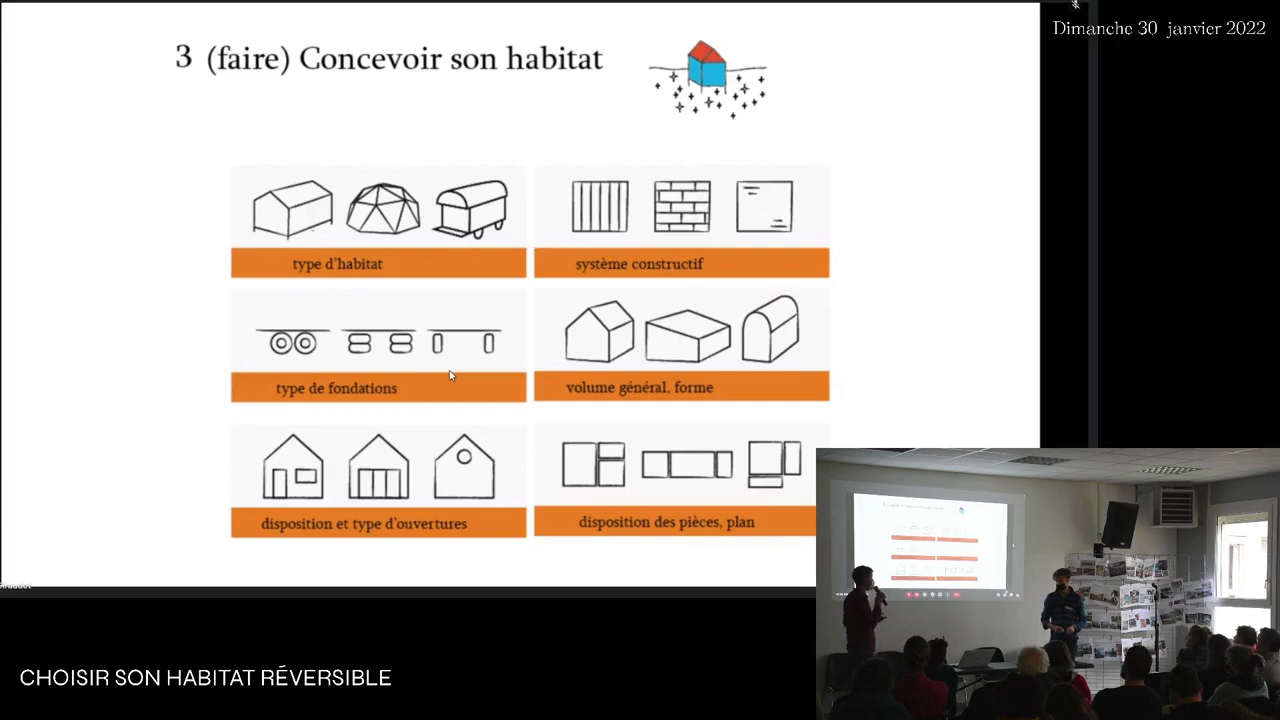 Dimanche 30 janvier 2022
3 (faire) Concevoir son habitat
type d'habitat
système constructif
type de fondations
volume général, forme
disposition et type d'ouvertures
disposition des pièces, plan
CHOISIR SON HABITAT RÉVERSIBLE